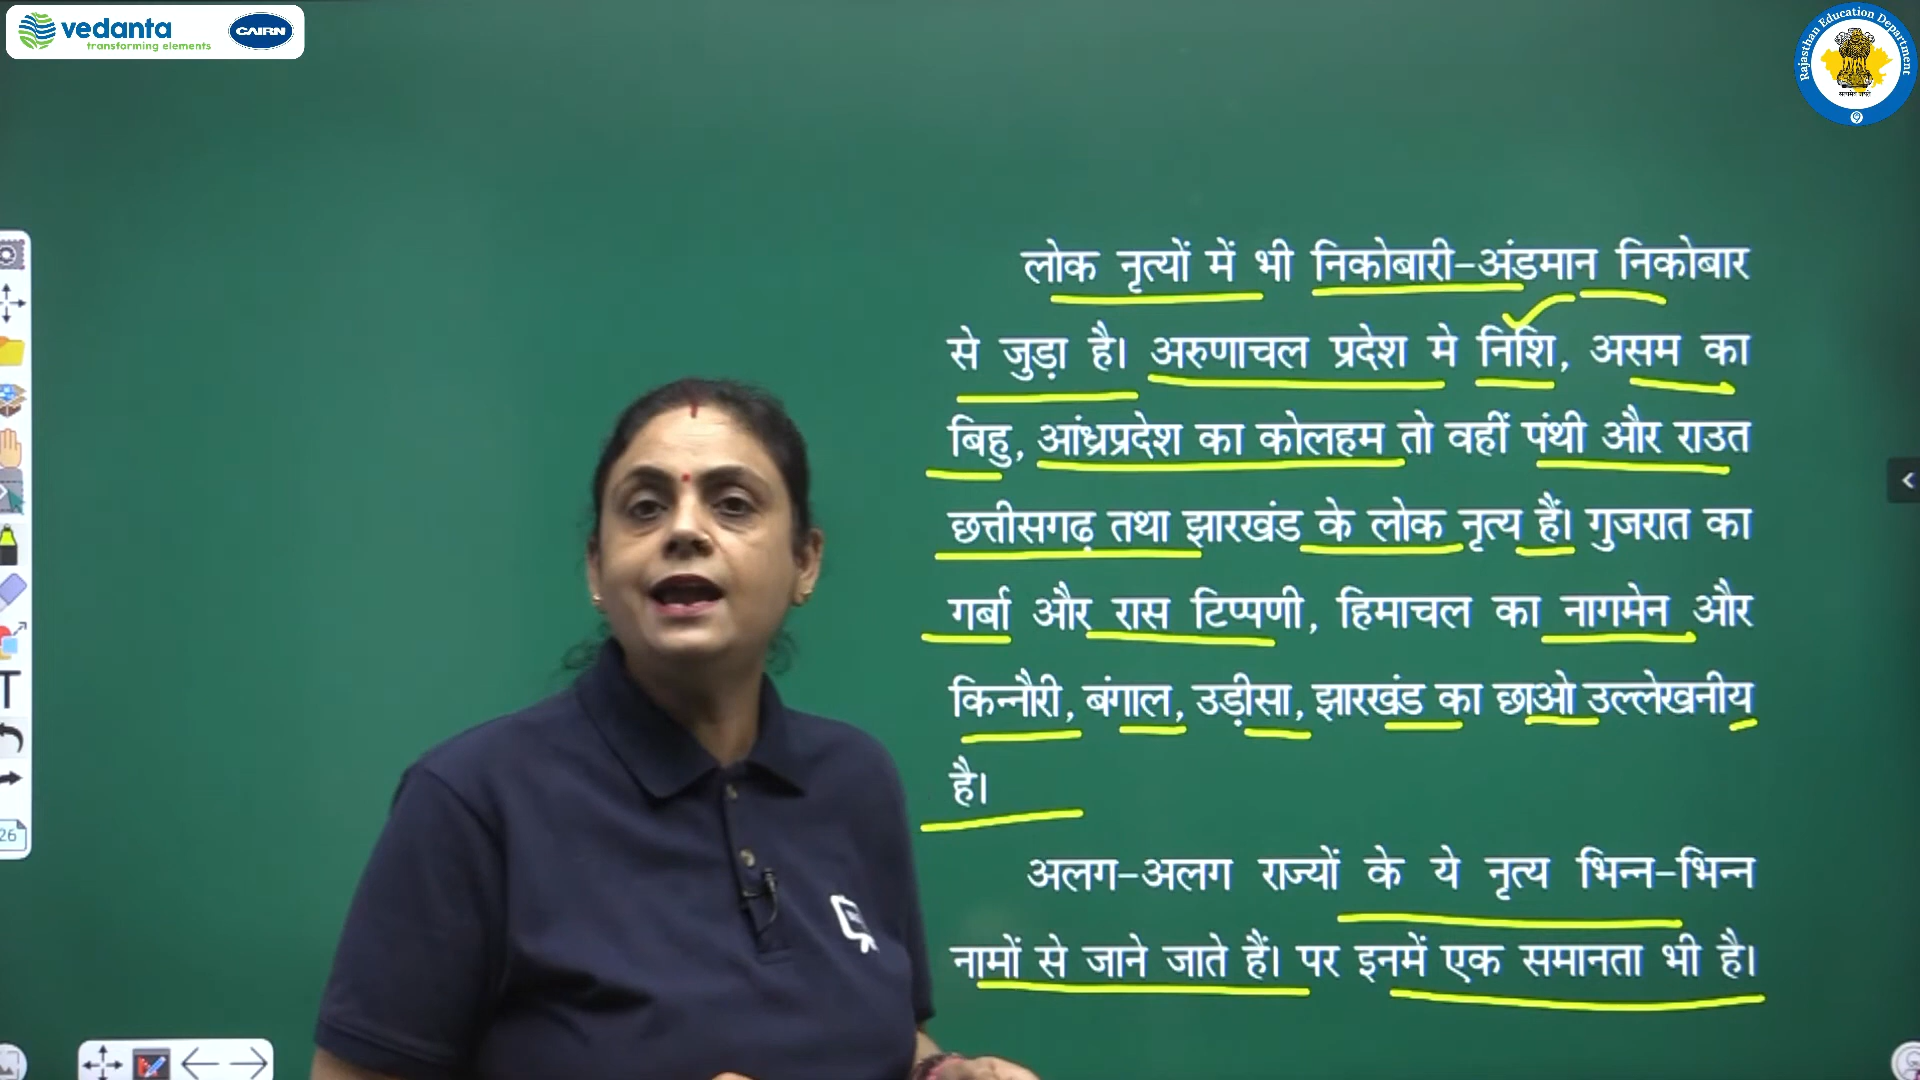 vedanta
transforming elements
CAIRN
Rajasthan Education Department
लोक नृत्यों में भी निकोबारी-अंडमान निकोबार
से जुड़ा है। अरुणाचल प्रदेश मे निशि, असम का
बिहु, आंध्रप्रदेश का कोलहम तो वहीं पंथी और राउत
छत्तीसगढ़ तथा झारखंड के लोक नृत्य हैं। गुजरात का
गर्बा और रास टिप्पणी, हिमाचल का नागमेन और
किन्नौरी, बंगाल, उड़ीसा, झारखंड का छाओ उल्लेखनीय
है।
अलग-अलग राज्यों के ये नृत्य भिन्न-भिन्न
नामों से जाने जाते हैं। पर इनमें एक समानता भी है।
T
26